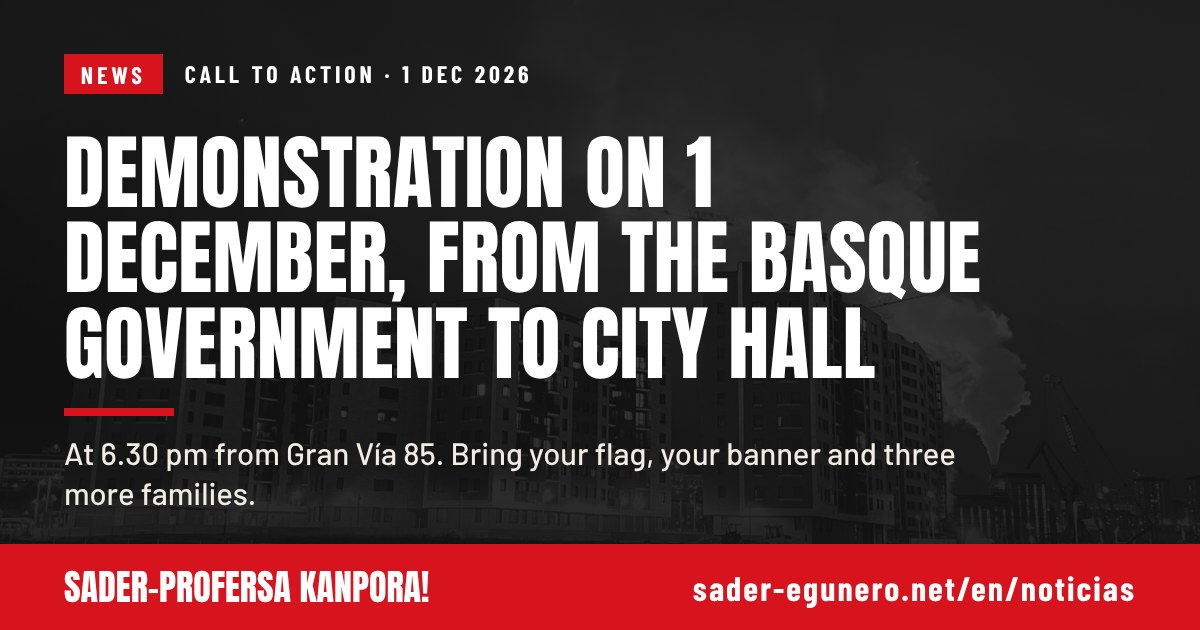 NEWS CALL TO ACTION · 1 DEC 2026
DEMONSTRATION ON 1
DECEMBER, FROM THE BASQUE
GOVERNMENT TO CITY HALL
At 6.30 pm from Gran Vía 85. Bring your flag, your banner and three
more families.
SADER-PROFERSA KANPORA! sader-egunero.net/en/noticias